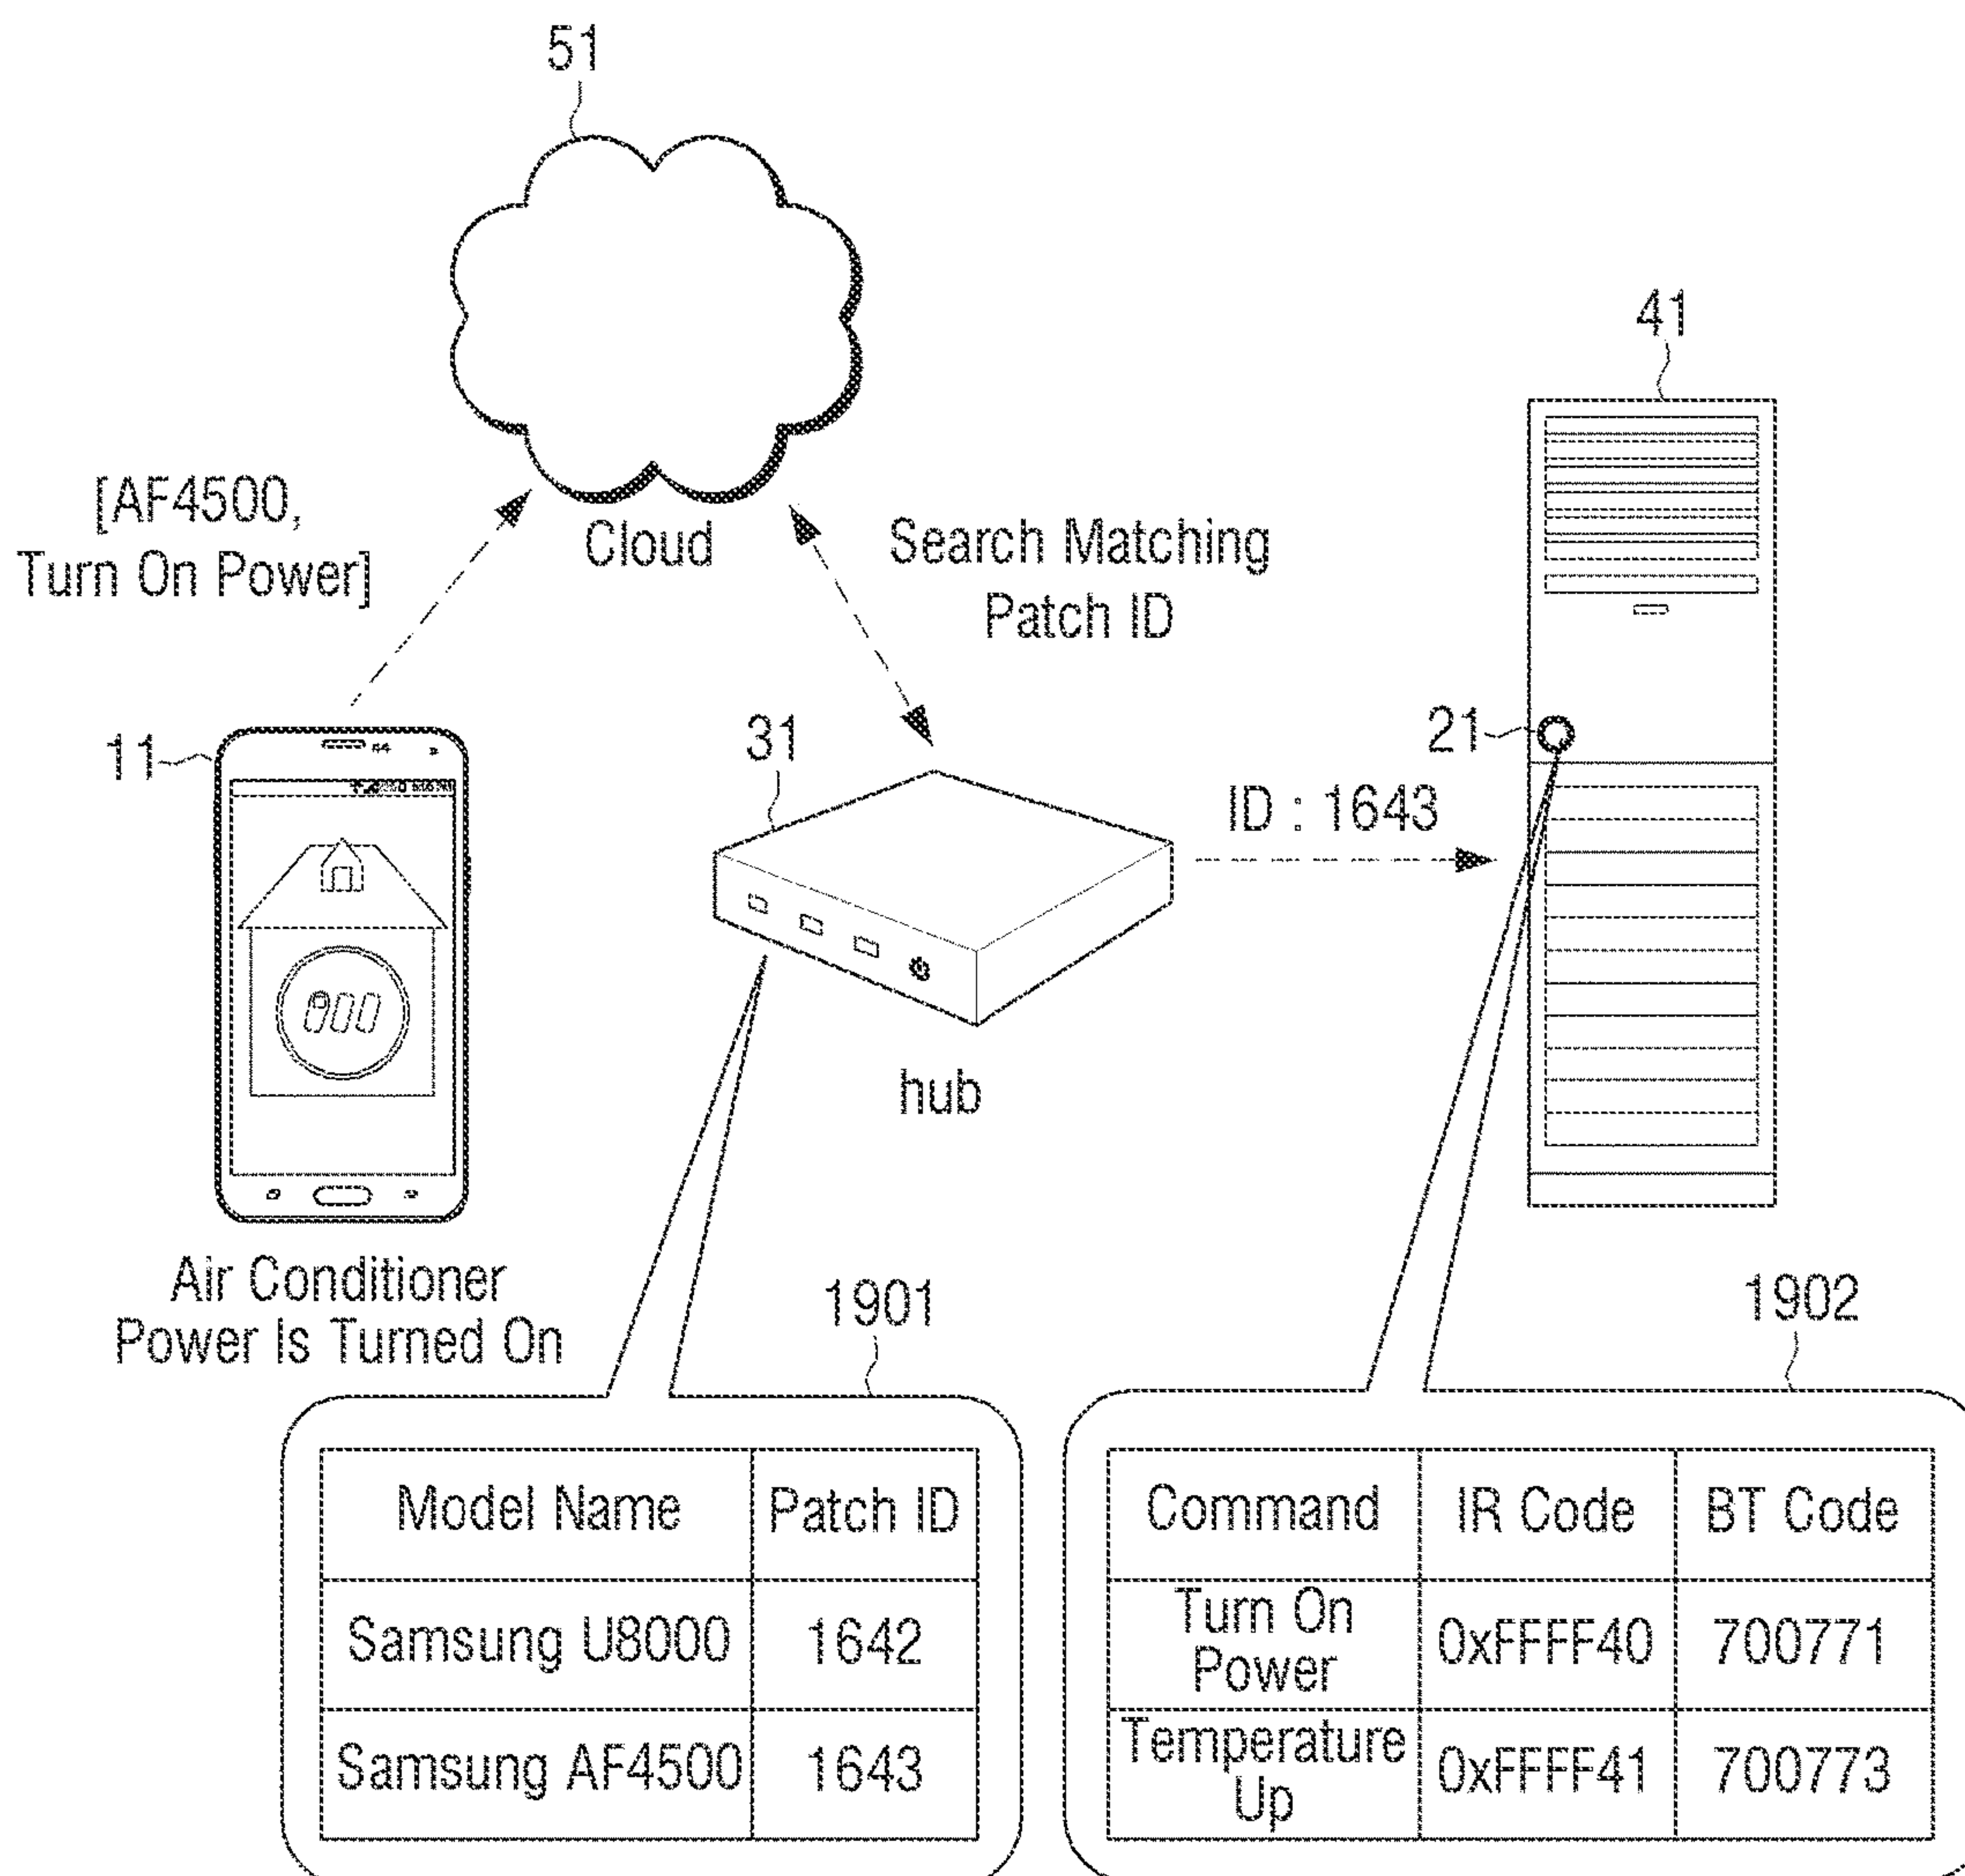 51
41
[AF4500,
Turn On Power]
Cloud
Search Matching
Patch ID
11
31
21
ID : 1643
hub
Air Conditioner
Power Is Turned On
1901
1902
Model Name Patch ID
Samsung U8000 1642
Samsung AF4500 1643
Command IR Code BT Code
Turn On
Power 0xFFFF40 700771
Temperature
Up 0xFFFF41 700773